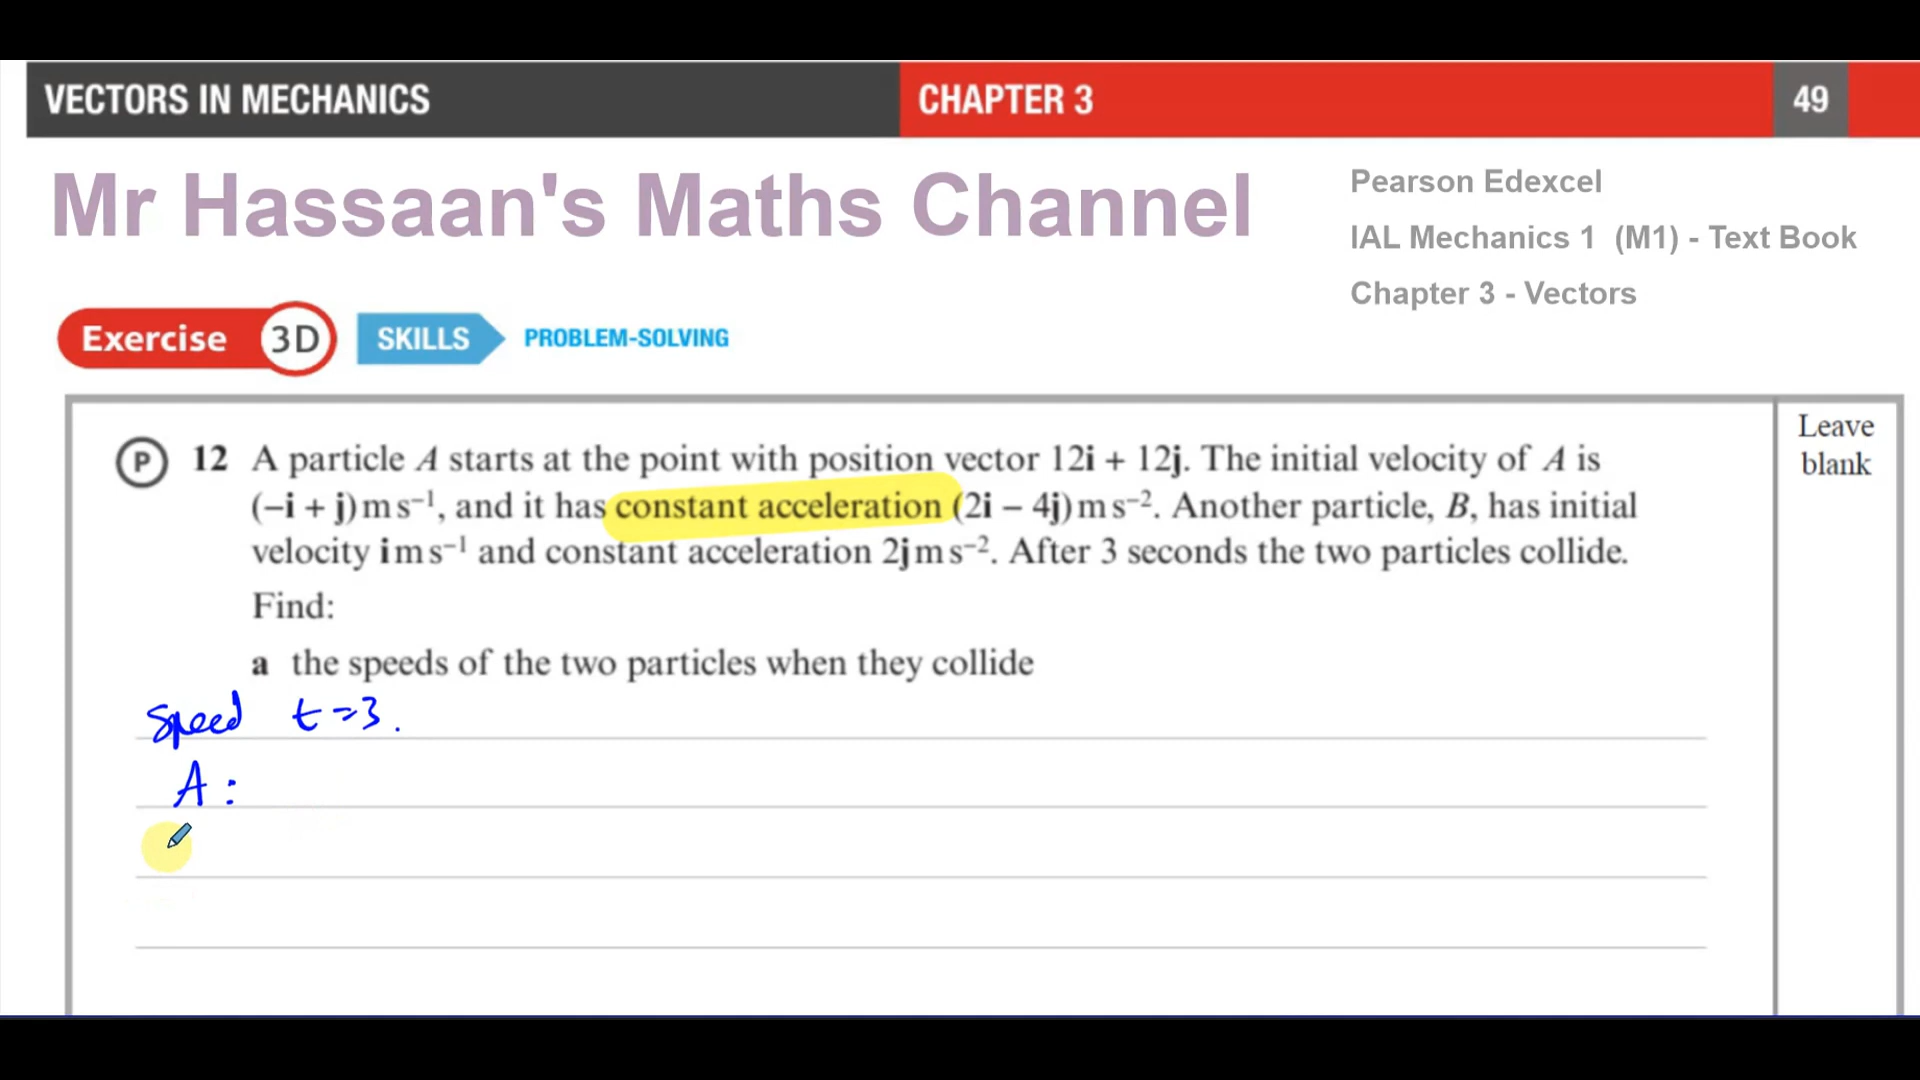 VECTORS IN MECHANICS CHAPTER 3 49
Mr Hassaan's Maths Channel
Pearson Edexcel
IAL Mechanics 1 (M1) - Text Book
Chapter 3 - Vectors
Exercise 3D SKILLS PROBLEM-SOLVING
Leave
blank
P 12 A particle A starts at the point with position vector 12i + 12j. The initial velocity of A is
(−i + j) m s⁻¹, and it has constant acceleration (2i − 4j) m s⁻². Another particle, B, has initial
velocity i m s⁻¹ and constant acceleration 2j m s⁻². After 3 seconds the two particles collide.
Find:
a the speeds of the two particles when they collide
Speed t=3.
A: